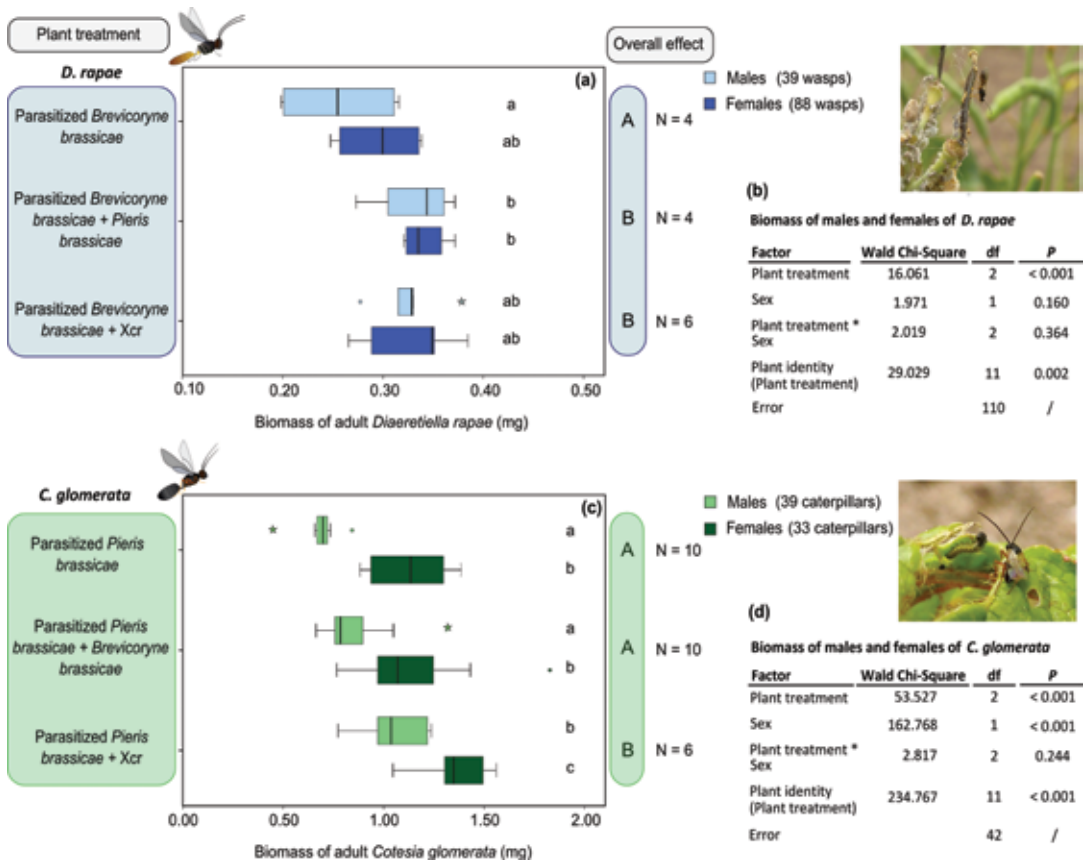 Plant treatment
D. rapae
Parasitized Brevicoryne
brassicae
Parasitized Brevicoryne
brassicae + Pieris
brassicae
Parasitized Brevicoryne
brassicae + Xcr
(a)
a
ab
b
b
ab
ab
0.10 0.20 0.30 0.40 0.50
Biomass of adult Diaeretiella rapae (mg)
Overall effect
A N = 4
B N = 4
B N = 6
Males (39 wasps)
Females (88 wasps)
(b)
Biomass of males and females of D. rapae
Factor Wald Chi-Square df P
Plant treatment 16.061 2 < 0.001
Sex 1.971 1 0.160
Plant treatment * 2.019 2 0.364
Sex
Plant identity 29.029 11 0.002
(Plant treatment)
Error 110 /
C. glomerata
Parasitized Pieris
brassicae
Parasitized Pieris
brassicae + Brevicoryne
brassicae
Parasitized Pieris
brassicae + Xcr
(c)
a
b
a
b
b
c
0.00 0.00 1.00 1.00 2.00
Biomass of adult Cotesia glomerata (mg)
A N = 10
A N = 10
B N = 6
Males (39 caterpillars)
Females (33 caterpillars)
(d)
Biomass of males and females of C. glomerata
Factor Wald Chi-Square df P
Plant treatment 53.527 2 < 0.001
Sex 162.768 1 < 0.001
Plant treatment * 2.817 2 0.244
Sex
Plant identity 234.767 11 < 0.001
(Plant treatment)
Error 42 /